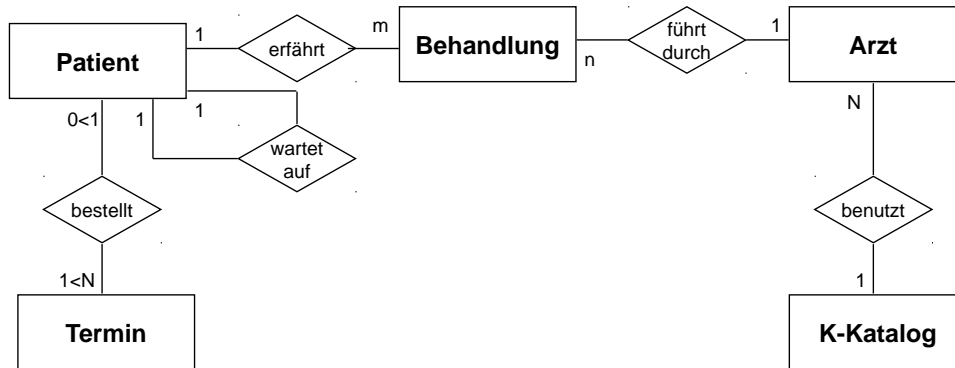 1
erfährt
m
Behandlung
n
führt
durch
1
Arzt
Patient
0<1
1
1
N
wartet
auf
bestellt
benutzt
1<N
1
Termin
K-Katalog